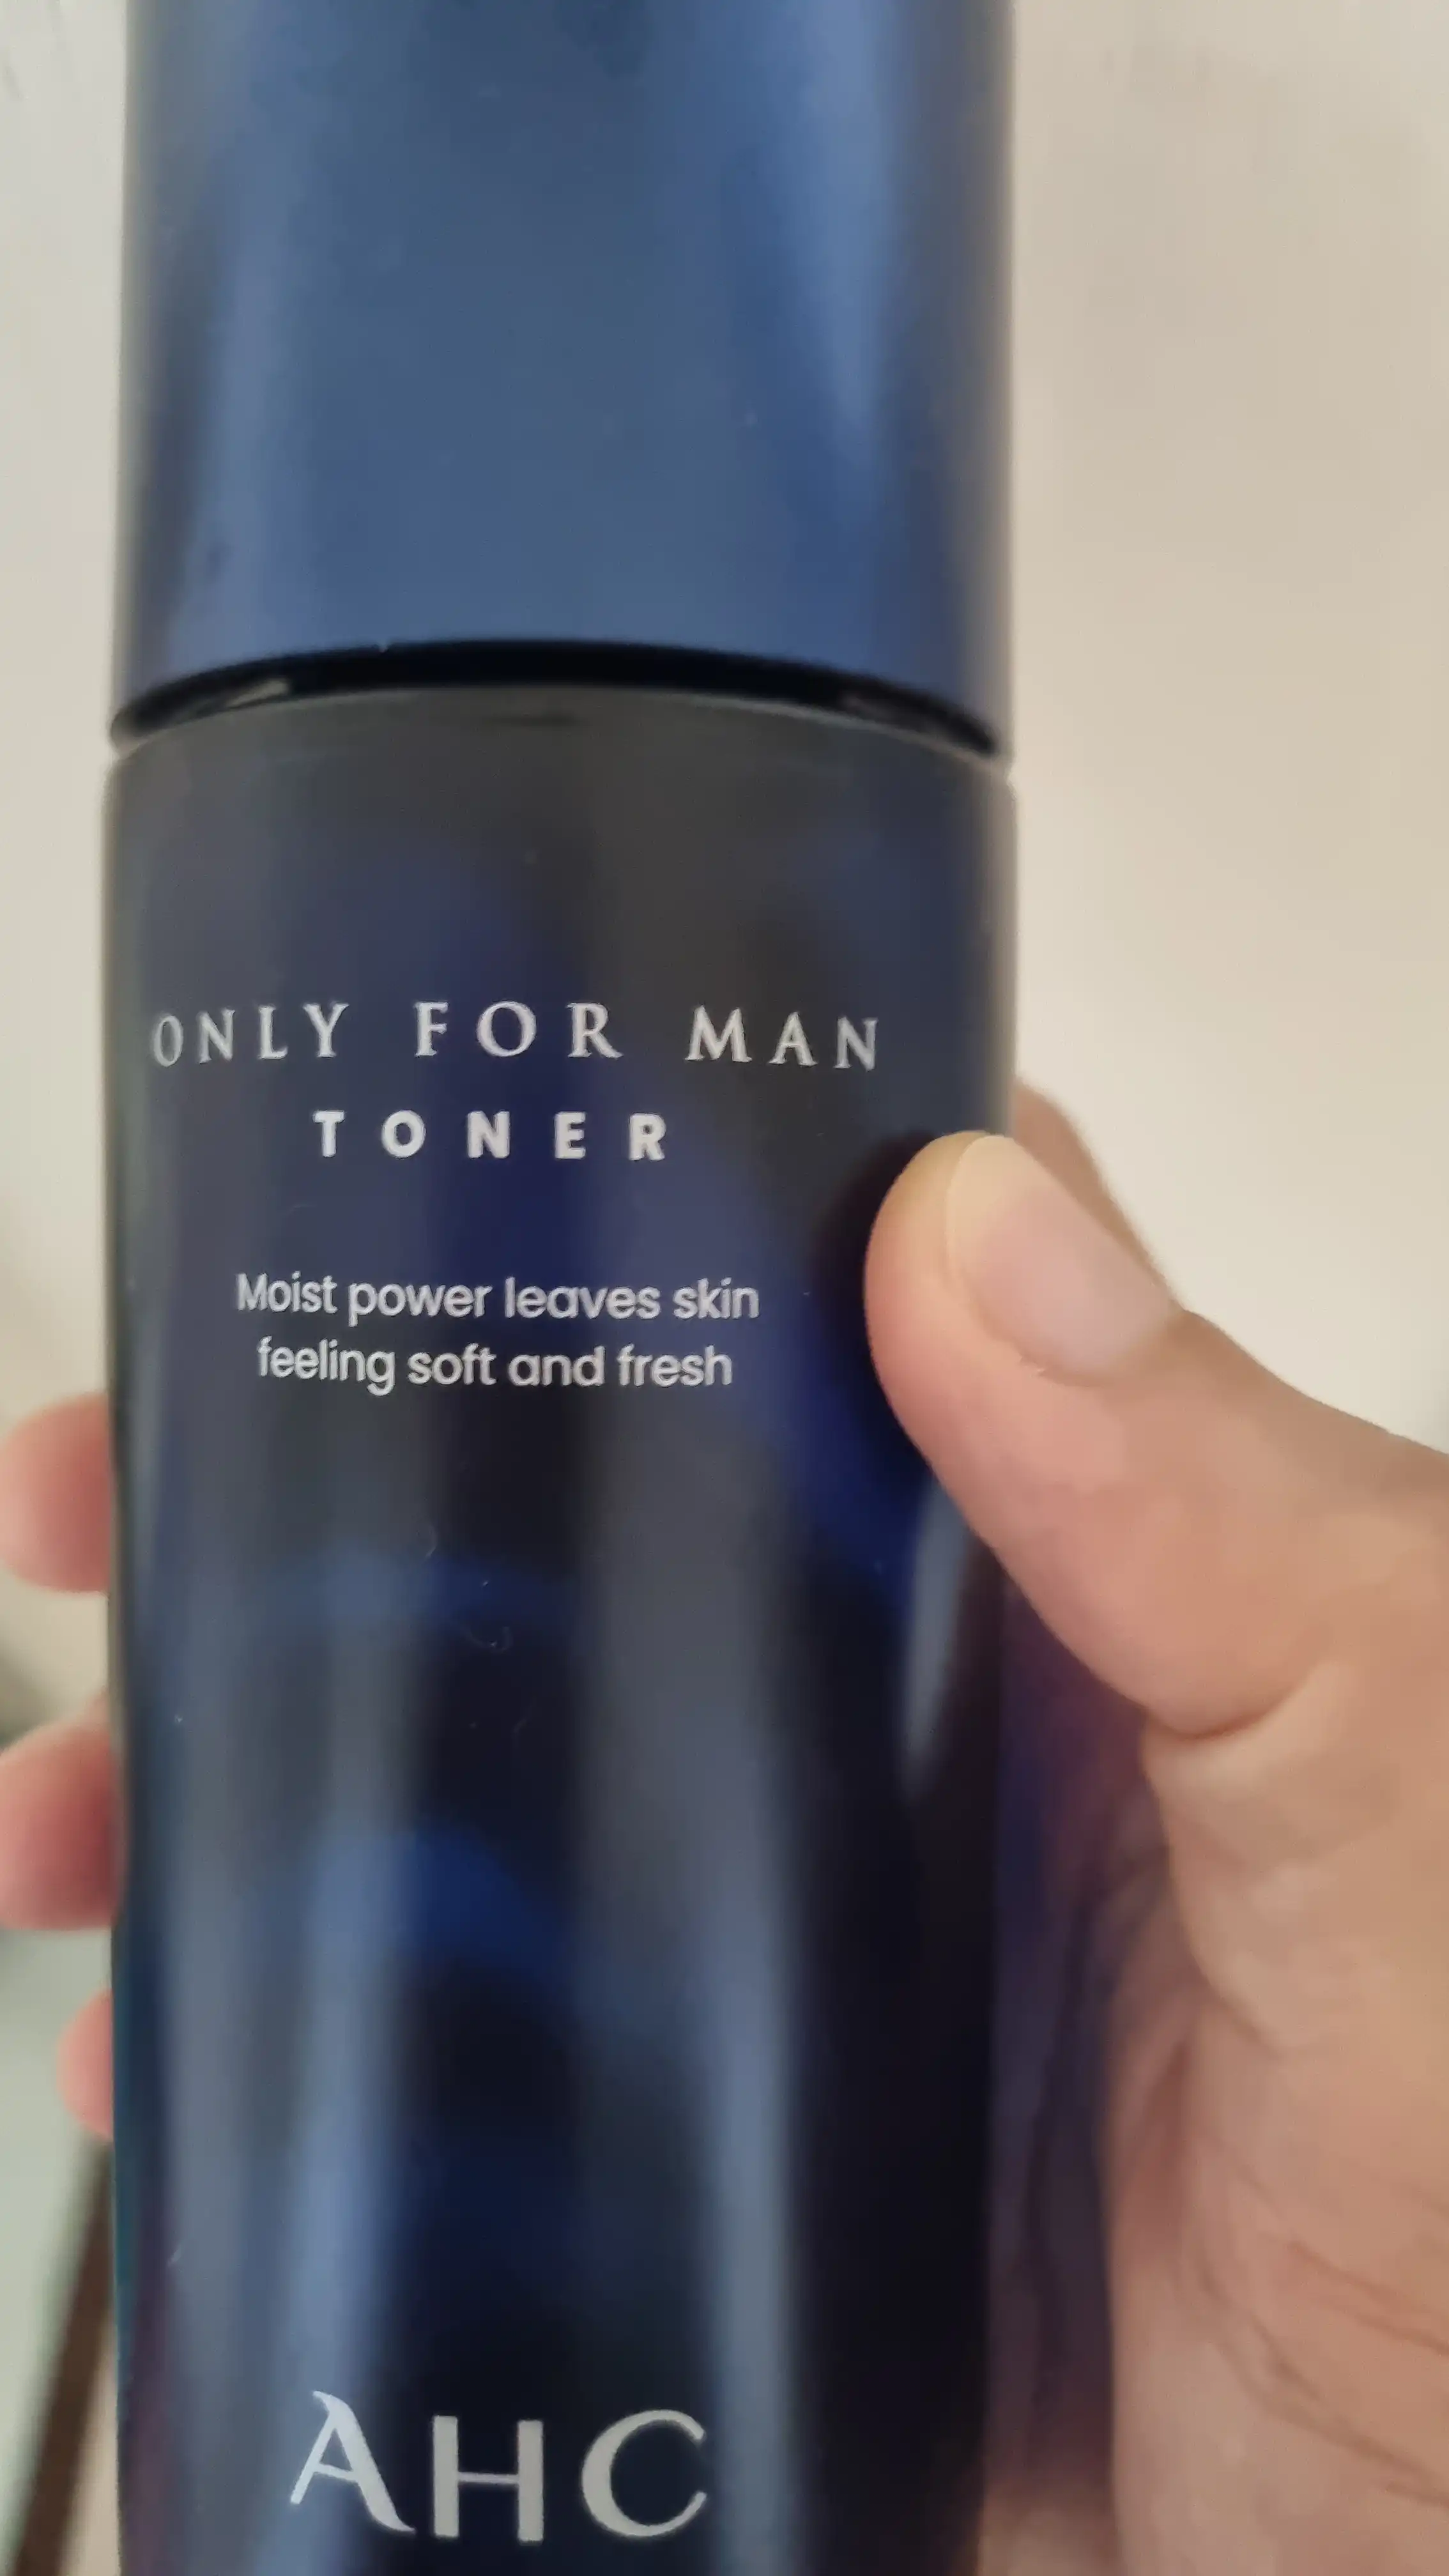 ONLY FOR MAN
TONER
Moist power leaves skin
feeling soft and fresh
AHC